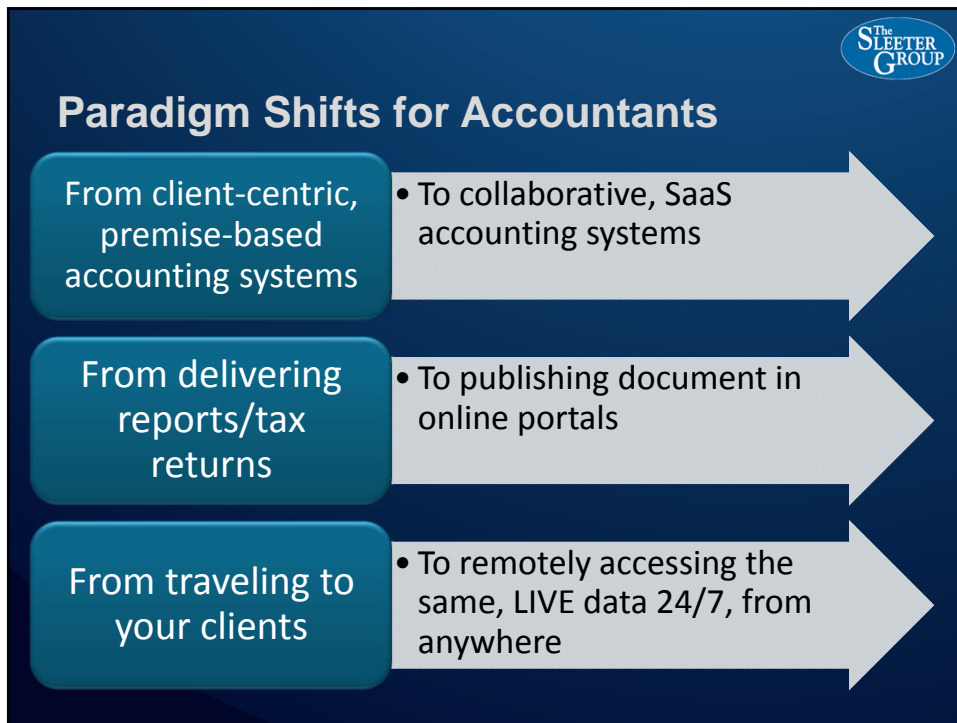 The
SLEETER
GROUP
Paradigm Shifts for Accountants
From client-centric,
premise-based
accounting systems
• To collaborative, SaaS
accounting systems
From delivering
reports/tax
returns
• To publishing document in
online portals
From traveling to
your clients
• To remotely accessing the
same, LIVE data 24/7, from
anywhere